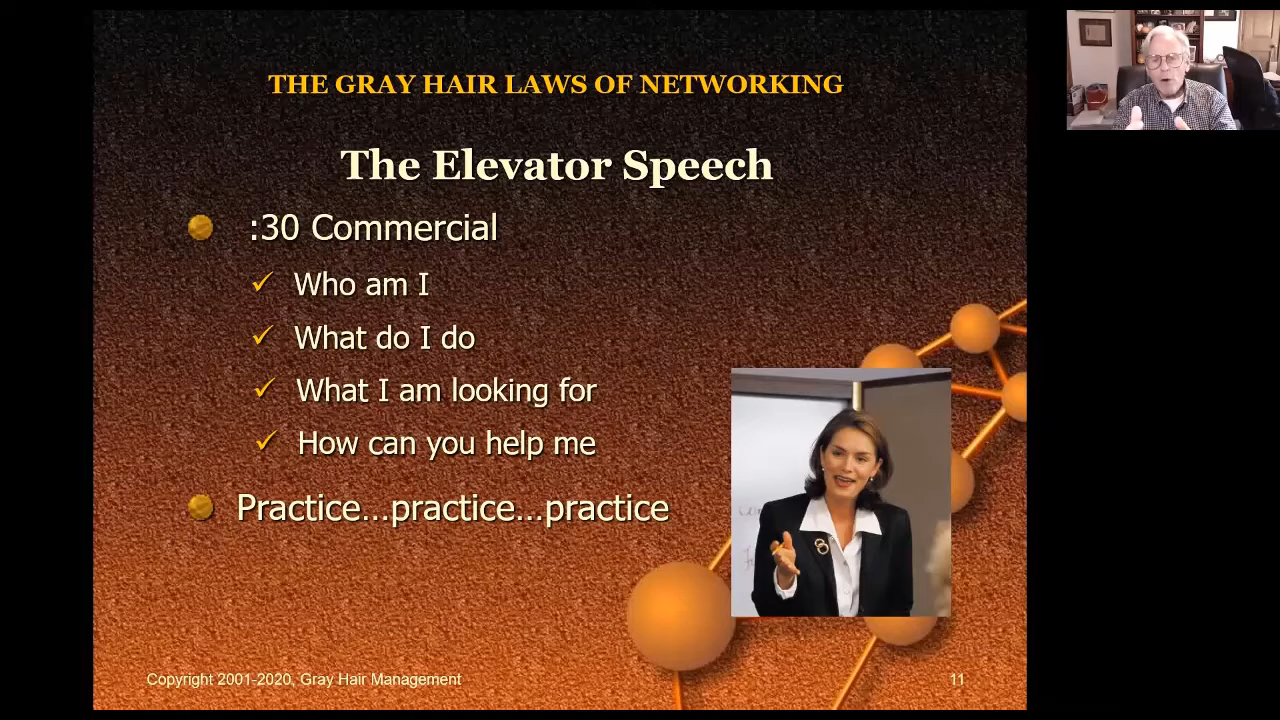 THE GRAY HAIR LAWS OF NETWORKING
The Elevator Speech
:30 Commercial
Who am I
What do I do
What I am looking for
How can you help me
Practice…practice…practice
Copyright 2001-2020, Gray Hair Management
11